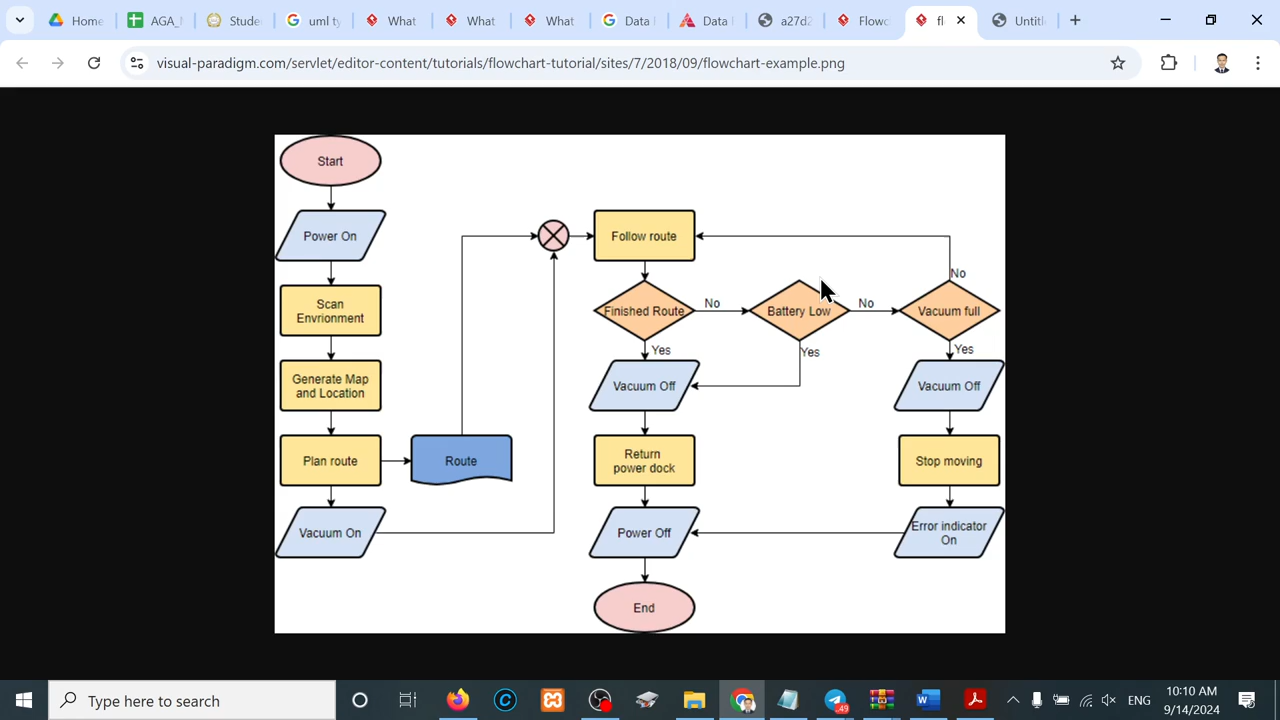 Home
AGA_
Stude
uml ty
What
What
What
Data
Data
a27d
Flowc
fl
Untitl
visual-paradigm.com/servlet/editor-content/tutorials/flowchart-tutorial/sites/7/2018/09/flowchart-example.png
Start
Power On
Scan
Envrionment
Generate Map
and Location
Plan route
Route
Vacuum On
Follow route
Finished Route
No
Battery Low
No
Vacuum full
No
Yes
Yes
Yes
Vacuum Off
Vacuum Off
Return
power dock
Stop moving
Power Off
Error indicator
On
End
Type here to search
49
ENG
10:10 AM
9/14/2024